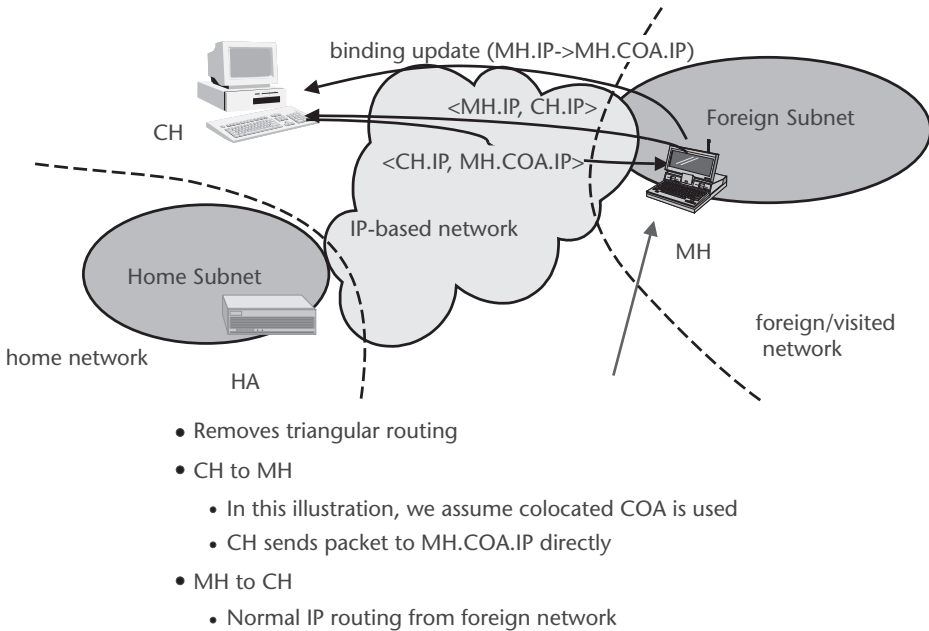 binding update (MH.IP->MH.COA.IP)
<MH.IP, CH.IP>
Foreign Subnet
CH
<CH.IP, MH.COA.IP>
IP-based network
MH
Home Subnet
foreign/visited
network
home network
HA
• Removes triangular routing
• CH to MH
• In this illustration, we assume colocated COA is used
• CH sends packet to MH.COA.IP directly
• MH to CH
• Normal IP routing from foreign network